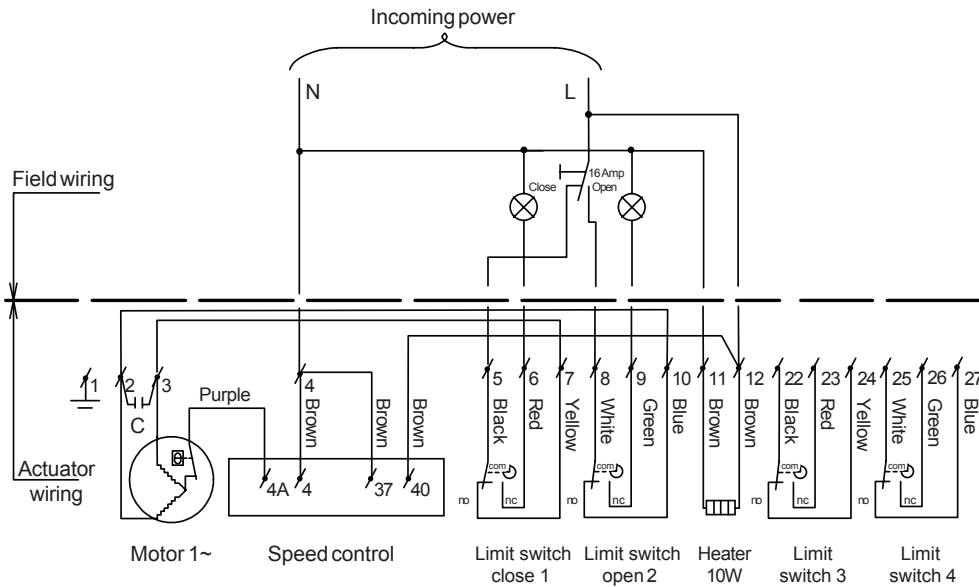 Incoming power
N
L
Field wiring
Close
16 Amp
Open
1
2
3
4
5
6
7
8
9
10
11
12
22
23
24
25
26
27
C
Purple
Brown
Brown
Brown
Black
Red
Yellow
White
Green
Blue
Brown
Brown
Black
Red
Yellow
White
Green
Blue
Actuator
wiring
4A
4
37
40
com
no
nc
com
no
nc
com
no
nc
com
no
nc
Motor 1~
Speed control
Limit switch
close 1
Limit switch
open 2
Heater
10W
Limit
switch 3
Limit
switch 4